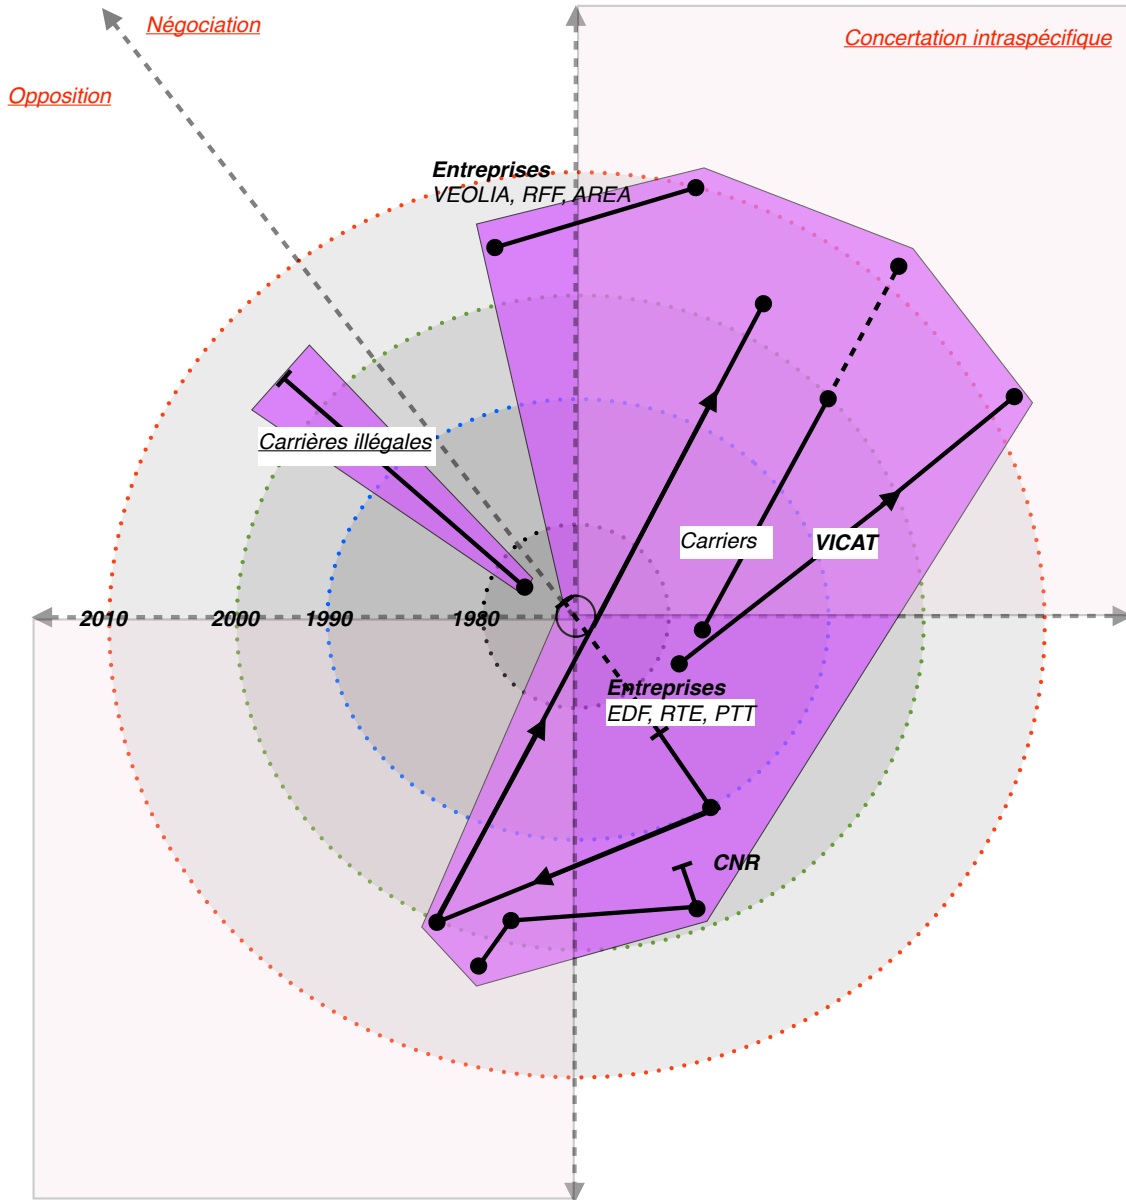 Négociation
Concertation intraspécifique
Opposition
Entreprises
VEOLIA, RFF, AREA
Carrières illégales
Carriers
VICAT
2010
2000
1990
1980
Entreprises
EDF, RTE, PTT
CNR